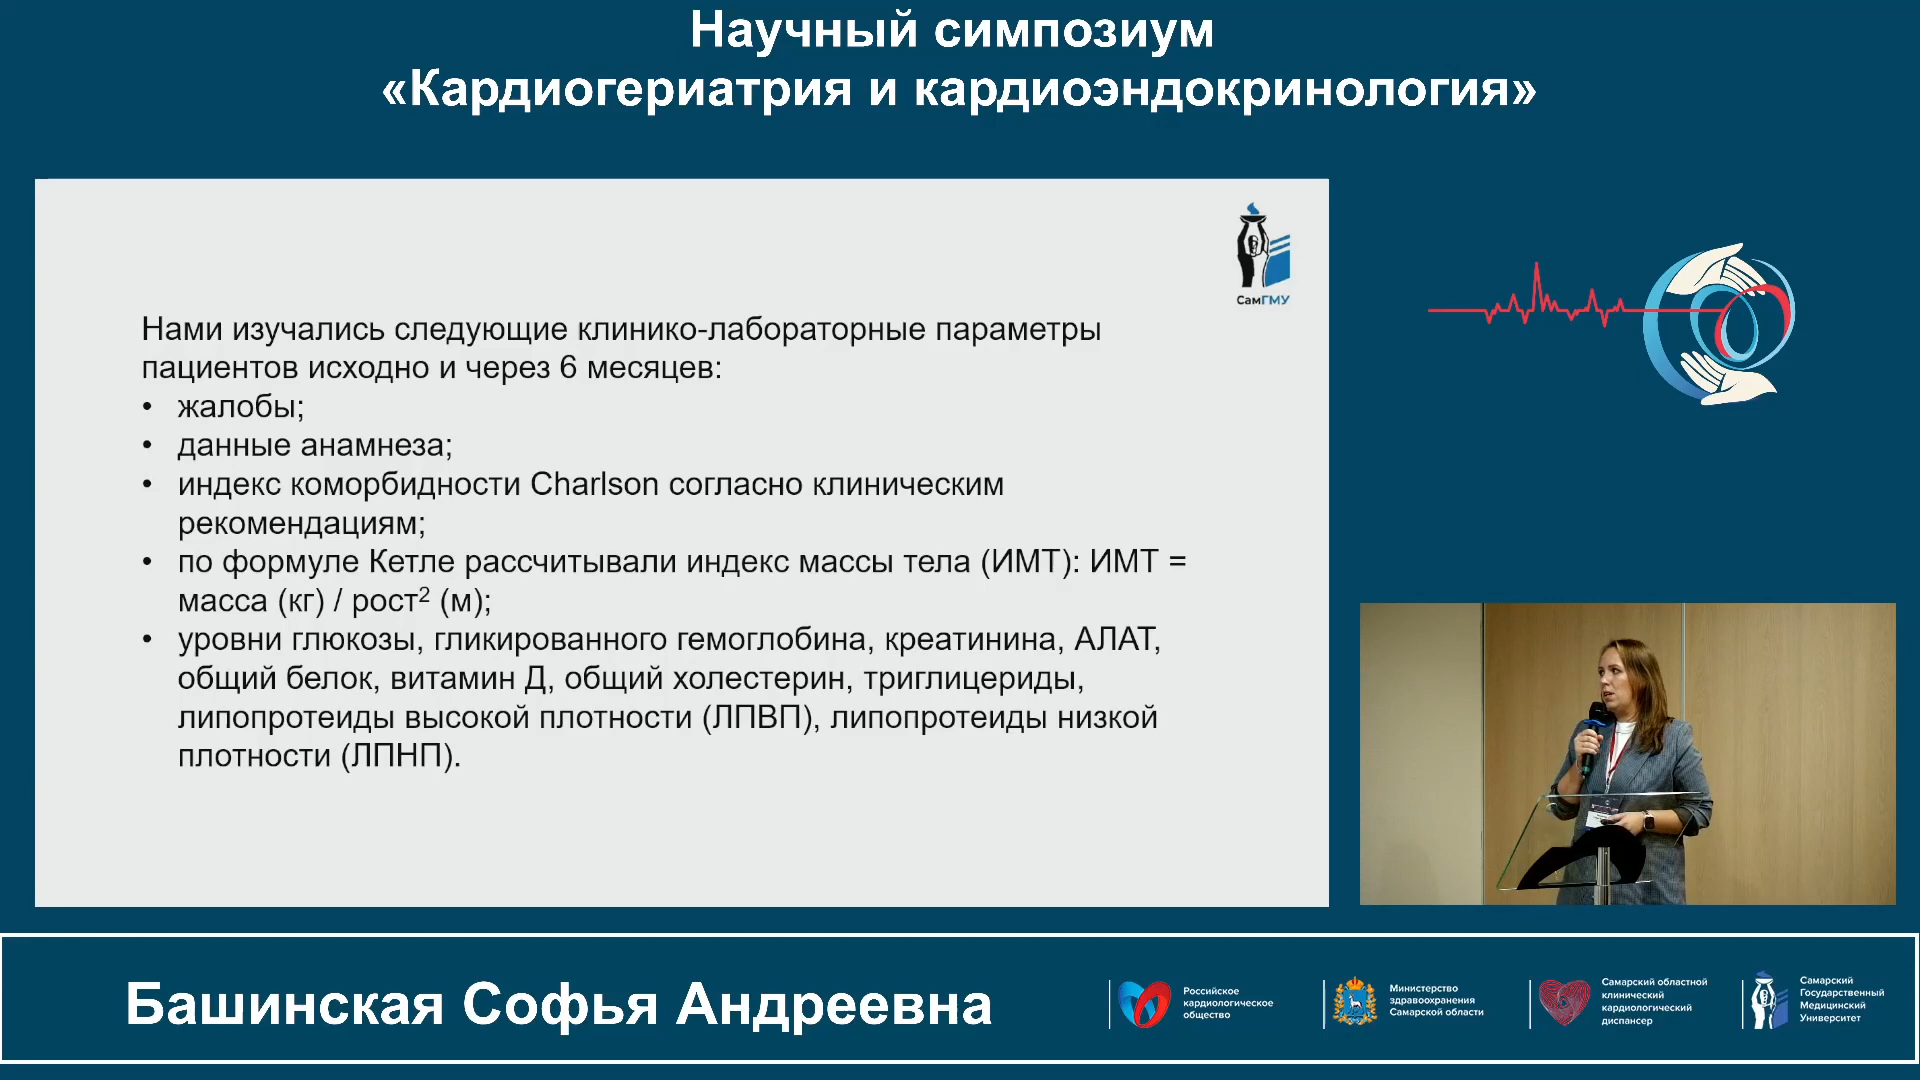 Научный симпозиум
«Кардиогериатрия и кардиоэндокринология»
СамГМУ
Нами изучались следующие клинико-лабораторные параметры
пациентов исходно и через 6 месяцев:
• жалобы;
• данные анамнеза;
• индекс коморбидности Charlson согласно клиническим
рекомендациям;
• по формуле Кетле рассчитывали индекс массы тела (ИМТ): ИМТ =
масса (кг) / рост² (м);
• уровни глюкозы, гликированного гемоглобина, креатинина, АЛАТ,
общий белок, витамин Д, общий холестерин, триглицериды,
липопротеиды высокой плотности (ЛПВП), липопротеиды низкой
плотности (ЛПНП).
Башинская Софья Андреевна
Российское
кардиологическое
общество
Министерство
здравоохранения
Самарской области
Самарский областной
клинический
кардиологический
диспансер
Самарский
Государственный
Медицинский
Университет